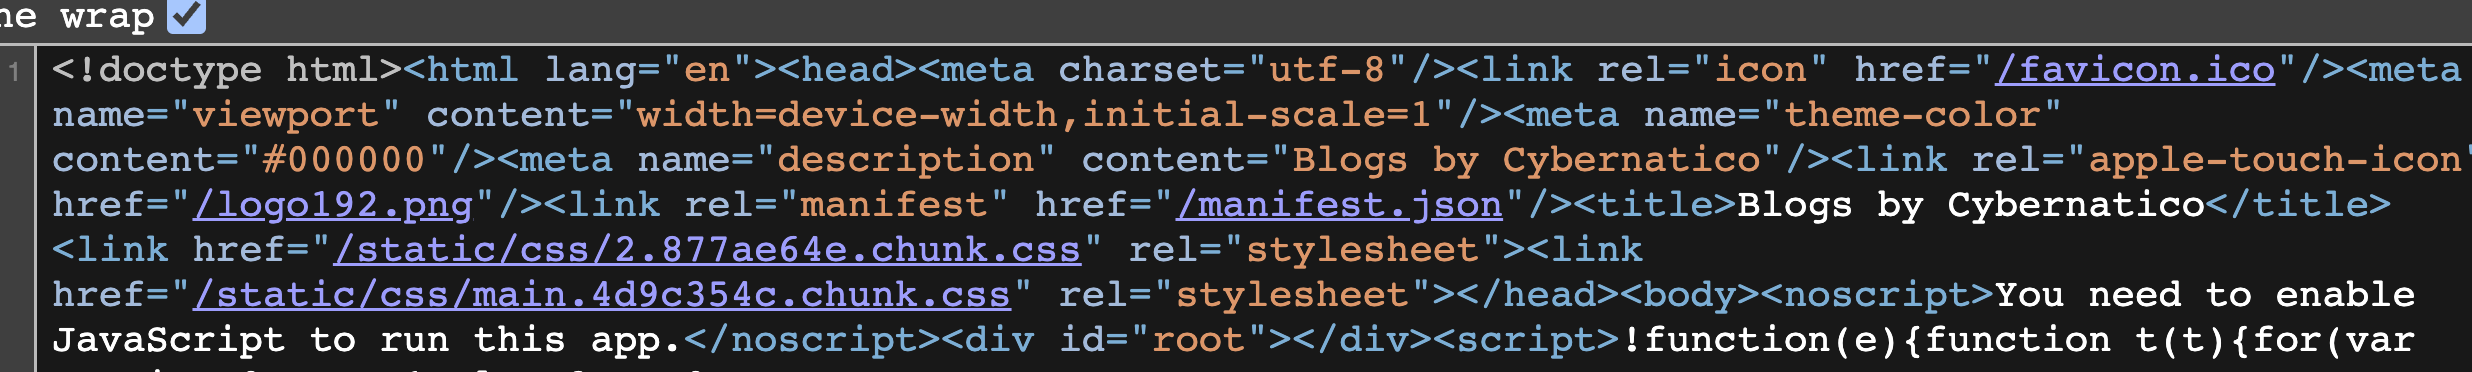 ne wrap
1
<!doctype html><html lang="en"><head><meta charset="utf-8"/><link rel="icon" href="/favicon.ico"/><meta
name="viewport" content="width=device-width,initial-scale=1"/><meta name="theme-color"
content="#000000"/><meta name="description" content="Blogs by Cybernatico"/><link rel="apple-touch-icon"
href="/logo192.png"/><link rel="manifest" href="/manifest.json"/><title>Blogs by Cybernatico</title>
<link href="/static/css/2.877ae64e.chunk.css" rel="stylesheet"><link
href="/static/css/main.4d9c354c.chunk.css" rel="stylesheet"></head><body><noscript>You need to enable
JavaScript to run this app.</noscript><div id="root"></div><script>!function(e){function t(t){for(var